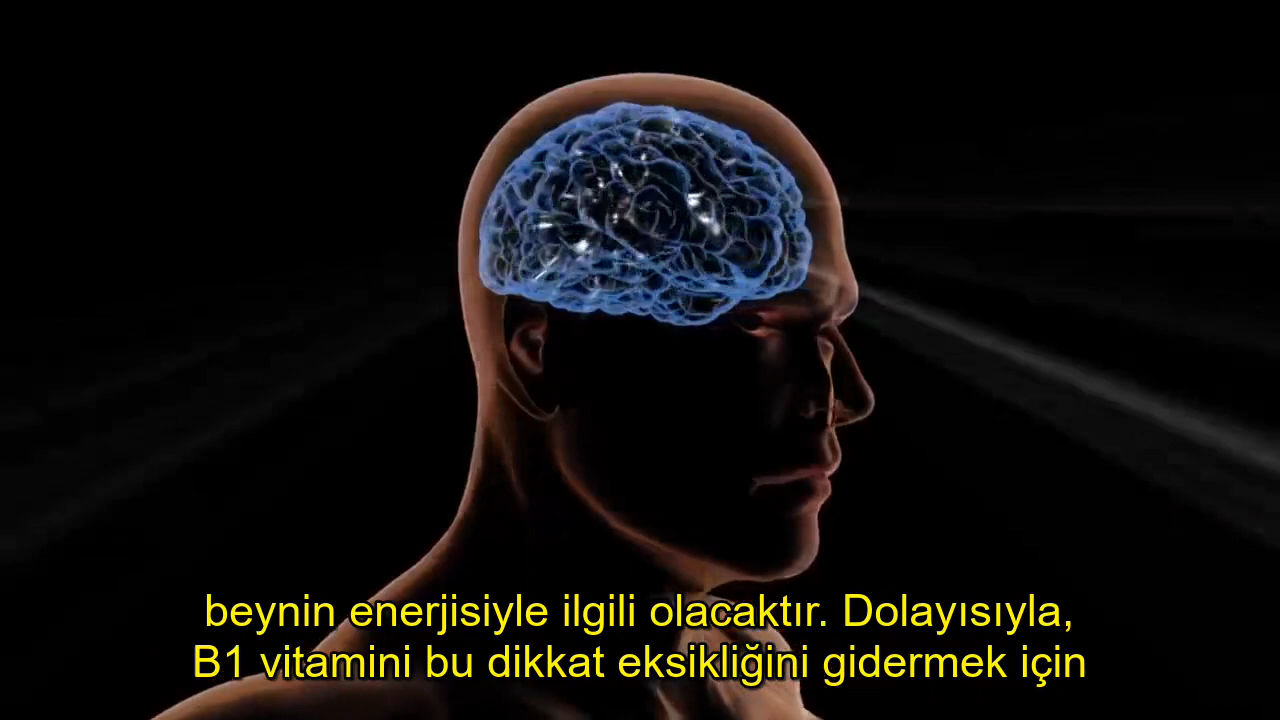 beynin enerjisiyle ilgili olacaktır. Dolayısıyla,
B1 vitamini bu dikkat eksikliğini gidermek için